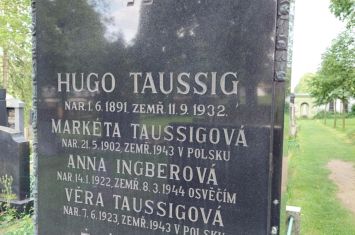 HUGO TAUSSIG
NAR. 1. 6. 1891, ZEMŘ. 11. 9. 1932.
MARKÉTA TAUSSIGOVÁ
NAR. 21. 5. 1902, ZEMŘ. 1943 V POLSKU
ANNA INGBEROVÁ
NAR. 14. 1. 1922, ZEMŘ. 8. 3. 1944 OSVĚČÍM
VĚRA TAUSSIGOVÁ
NAR. 7. 6. 1923, ZEMŘ. 1943 V POLSKU